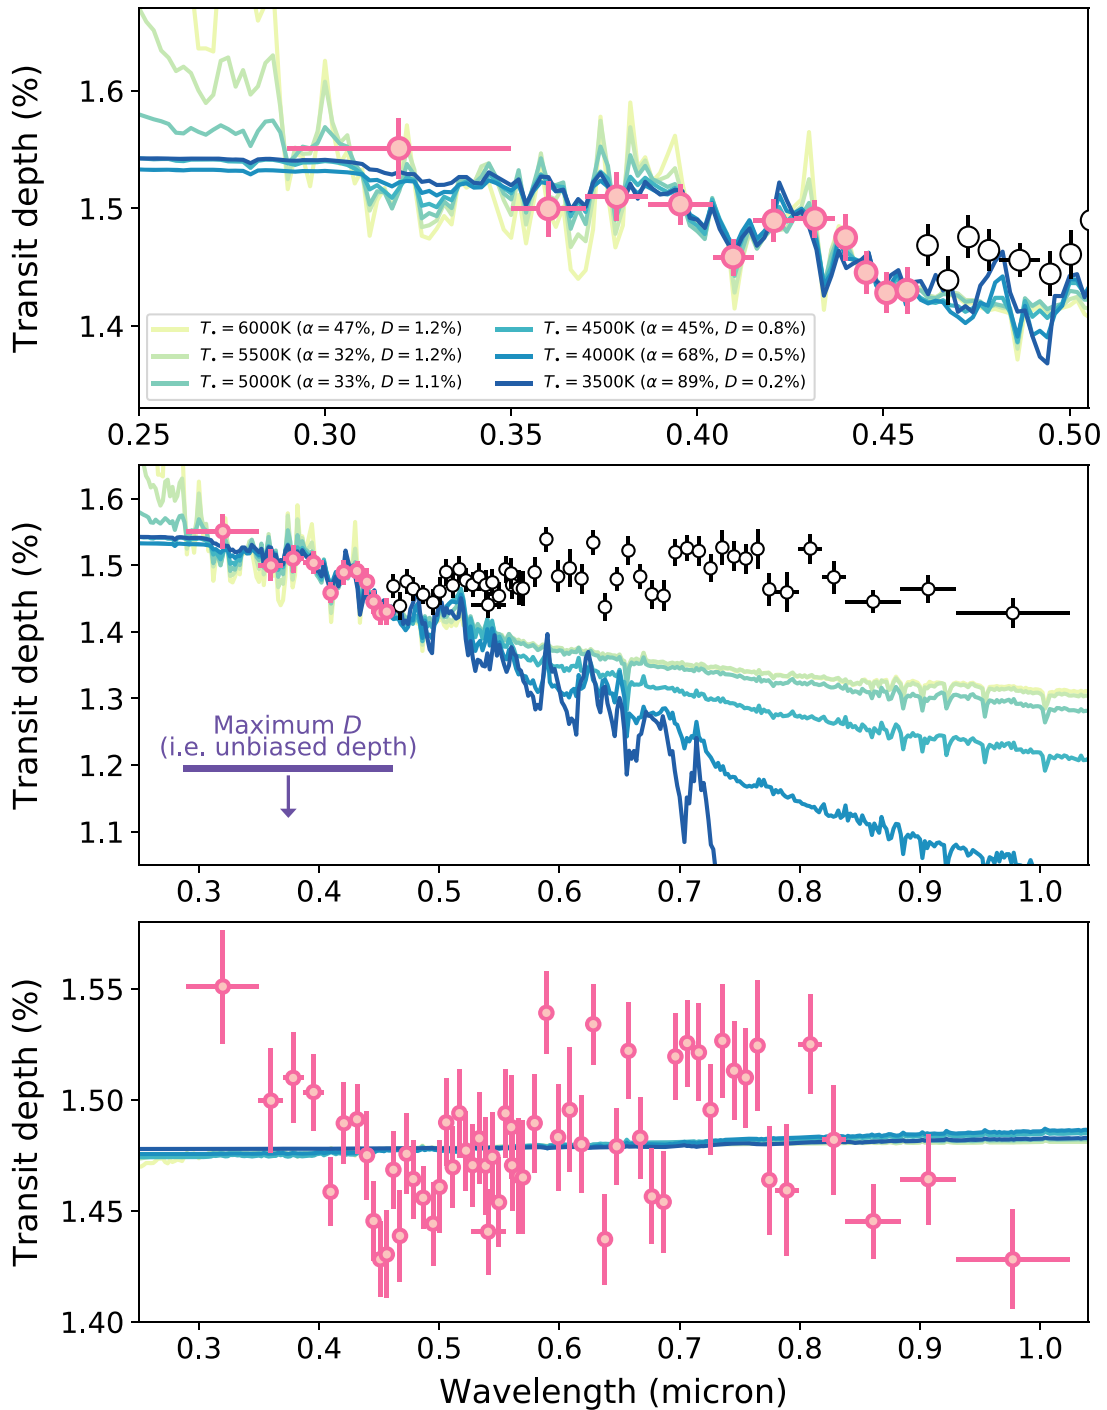 Transit depth (%)
1.6
1.5
1.4
T• = 6000K (α = 47%, D = 1.2%)
T• = 5500K (α = 32%, D = 1.2%)
T• = 5000K (α = 33%, D = 1.1%)
T• = 4500K (α = 45%, D = 0.8%)
T• = 4000K (α = 68%, D = 0.5%)
T• = 3500K (α = 89%, D = 0.2%)
0.25 0.30 0.35 0.40 0.45 0.50
Transit depth (%)
1.6
1.5
1.4
1.3
1.2
1.1
Maximum D
(i.e. unbiased depth)
0.3 0.4 0.5 0.6 0.7 0.8 0.9 1.0
Transit depth (%)
1.55
1.50
1.45
1.40
0.3 0.4 0.5 0.6 0.7 0.8 0.9 1.0
Wavelength (micron)